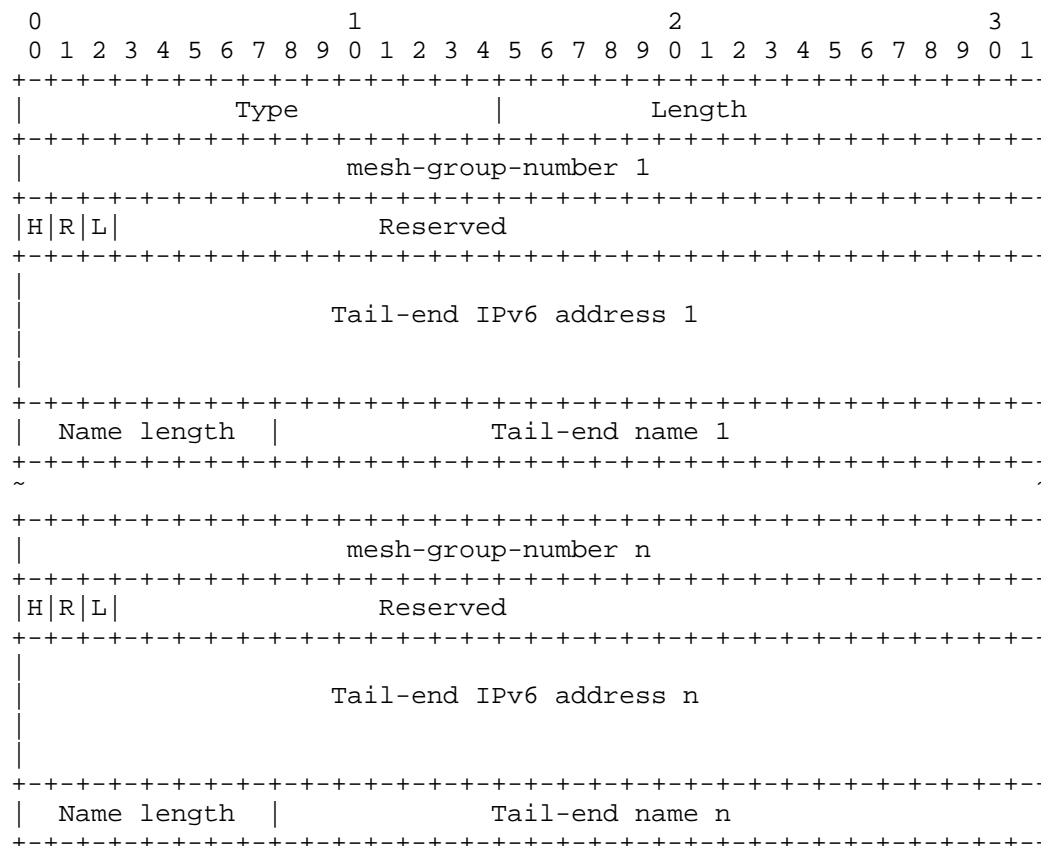 0                   1                   2                   3
0 1 2 3 4 5 6 7 8 9 0 1 2 3 4 5 6 7 8 9 0 1 2 3 4 5 6 7 8 9 0 1
+-+-+-+-+-+-+-+-+-+-+-+-+-+-+-+-+-+-+-+-+-+-+-+-+-+-+-+-+-+-+-+--
|             Type            |         Length
+-+-+-+-+-+-+-+-+-+-+-+-+-+-+-+-+-+-+-+-+-+-+-+-+-+-+-+-+-+-+-+--
|                    mesh-group-number 1
+-+-+-+-+-+-+-+-+-+-+-+-+-+-+-+-+-+-+-+-+-+-+-+-+-+-+-+-+-+-+-+--
|H|R|L|                Reserved
+-+-+-+-+-+-+-+-+-+-+-+-+-+-+-+-+-+-+-+-+-+-+-+-+-+-+-+-+-+-+-+--
|
|                   Tail-end IPv6 address 1
|
|
+-+-+-+-+-+-+-+-+-+-+-+-+-+-+-+-+-+-+-+-+-+-+-+-+-+-+-+-+-+-+-+--
|  Name length  |             Tail-end name 1
+-+-+-+-+-+-+-+-+-+-+-+-+-+-+-+-+-+-+-+-+-+-+-+-+-+-+-+-+-+-+-+--
~                                                               ~
+-+-+-+-+-+-+-+-+-+-+-+-+-+-+-+-+-+-+-+-+-+-+-+-+-+-+-+-+-+-+-+--
|                    mesh-group-number n
+-+-+-+-+-+-+-+-+-+-+-+-+-+-+-+-+-+-+-+-+-+-+-+-+-+-+-+-+-+-+-+--
|H|R|L|                Reserved
+-+-+-+-+-+-+-+-+-+-+-+-+-+-+-+-+-+-+-+-+-+-+-+-+-+-+-+-+-+-+-+--
|
|                   Tail-end IPv6 address n
|
|
+-+-+-+-+-+-+-+-+-+-+-+-+-+-+-+-+-+-+-+-+-+-+-+-+-+-+-+-+-+-+-+--
|  Name length  |             Tail-end name n
+-+-+-+-+-+-+-+-+-+-+-+-+-+-+-+-+-+-+-+-+-+-+-+-+-+-+-+-+-+-+-+--